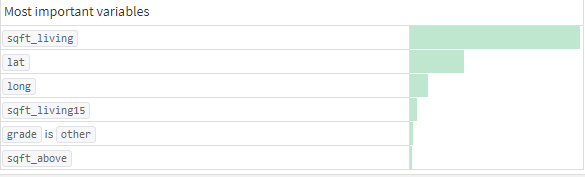 Most important variables
sqft_living
lat
long
sqft_living15
grade is other
sqft_above